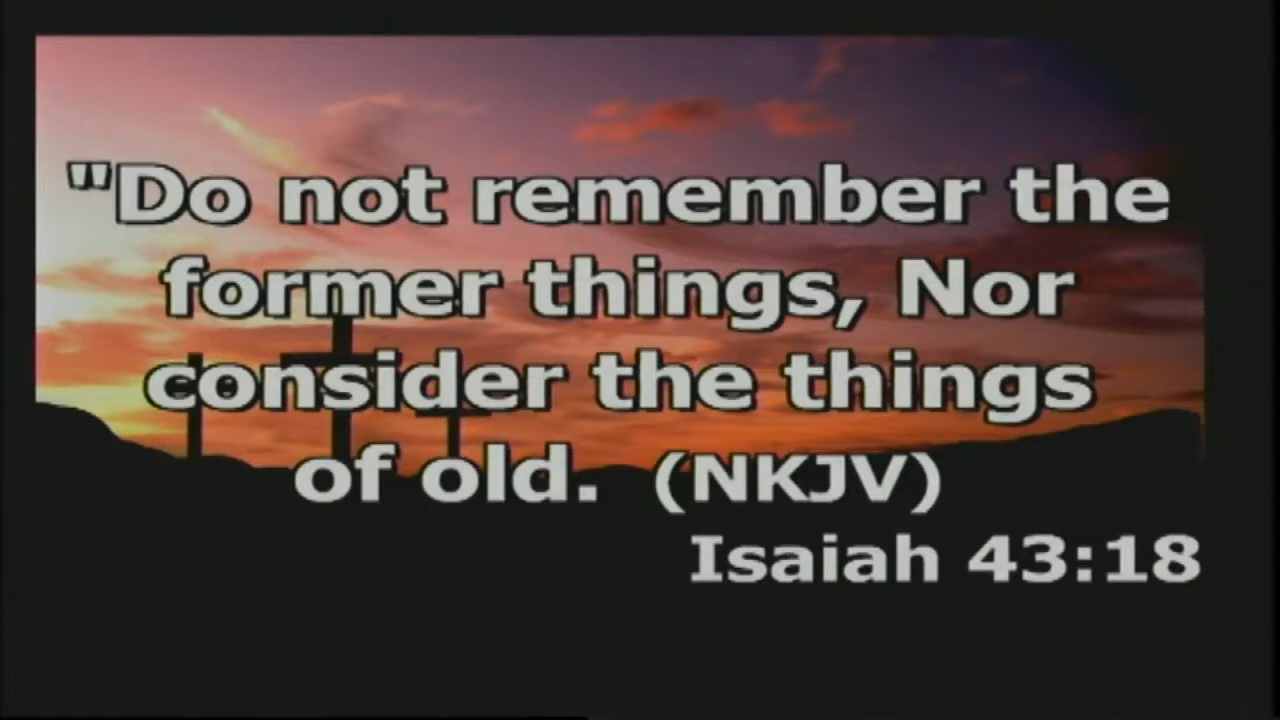 "Do not remember the
former things, Nor
consider the things
of old. (NKJV)
Isaiah 43:18